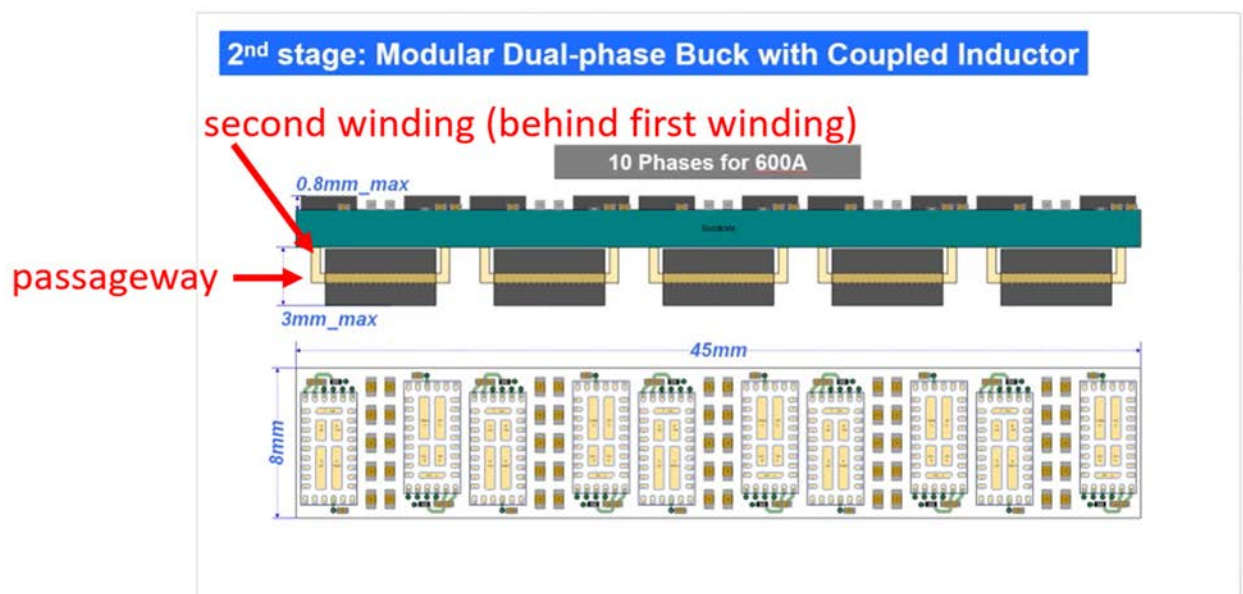 2nd stage: Modular Dual-phase Buck with Coupled Inductor
second winding (behind first winding)
10 Phases for 600A
0.8mm_max
passageway
3mm_max
45mm
8mm